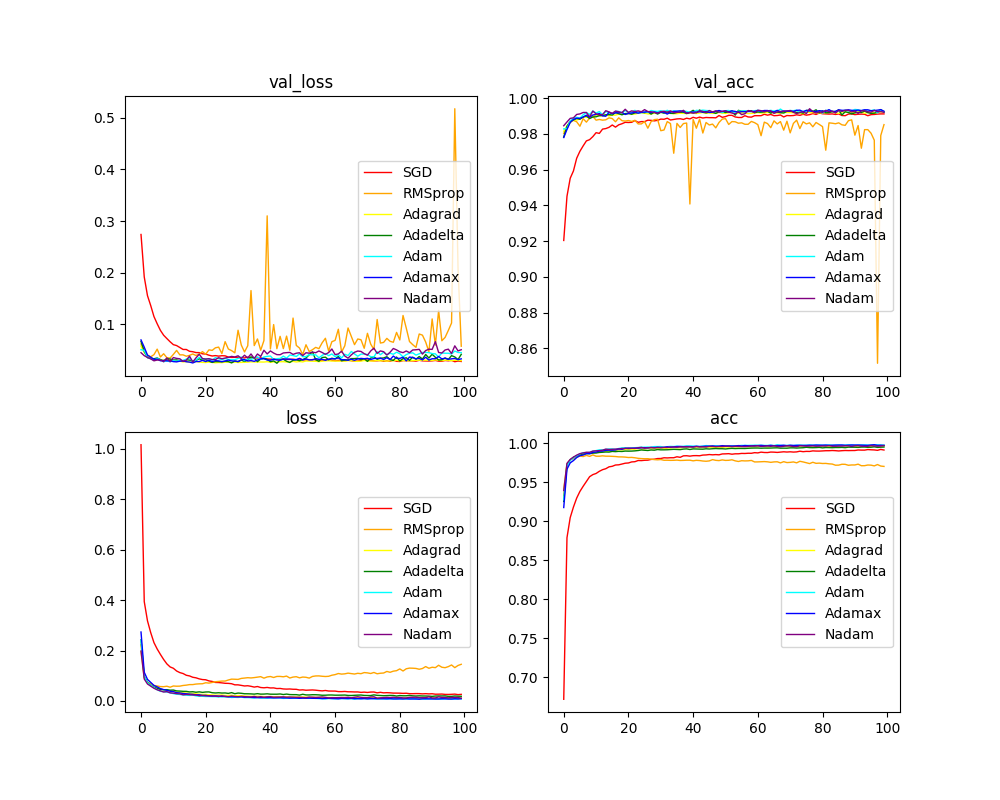 val_loss
0.5
0.4
0.3
0.2
0.1
0 20 40 60 80 100
SGD
RMSprop
Adagrad
Adadelta
Adam
Adamax
Nadam
val_acc
1.00
0.98
0.96
0.94
0.92
0.90
0.88
0.86
0 20 40 60 80 100
SGD
RMSprop
Adagrad
Adadelta
Adam
Adamax
Nadam
loss
1.0
0.8
0.6
0.4
0.2
0.0
0 20 40 60 80 100
SGD
RMSprop
Adagrad
Adadelta
Adam
Adamax
Nadam
acc
1.00
0.95
0.90
0.85
0.80
0.75
0.70
0 20 40 60 80 100
SGD
RMSprop
Adagrad
Adadelta
Adam
Adamax
Nadam